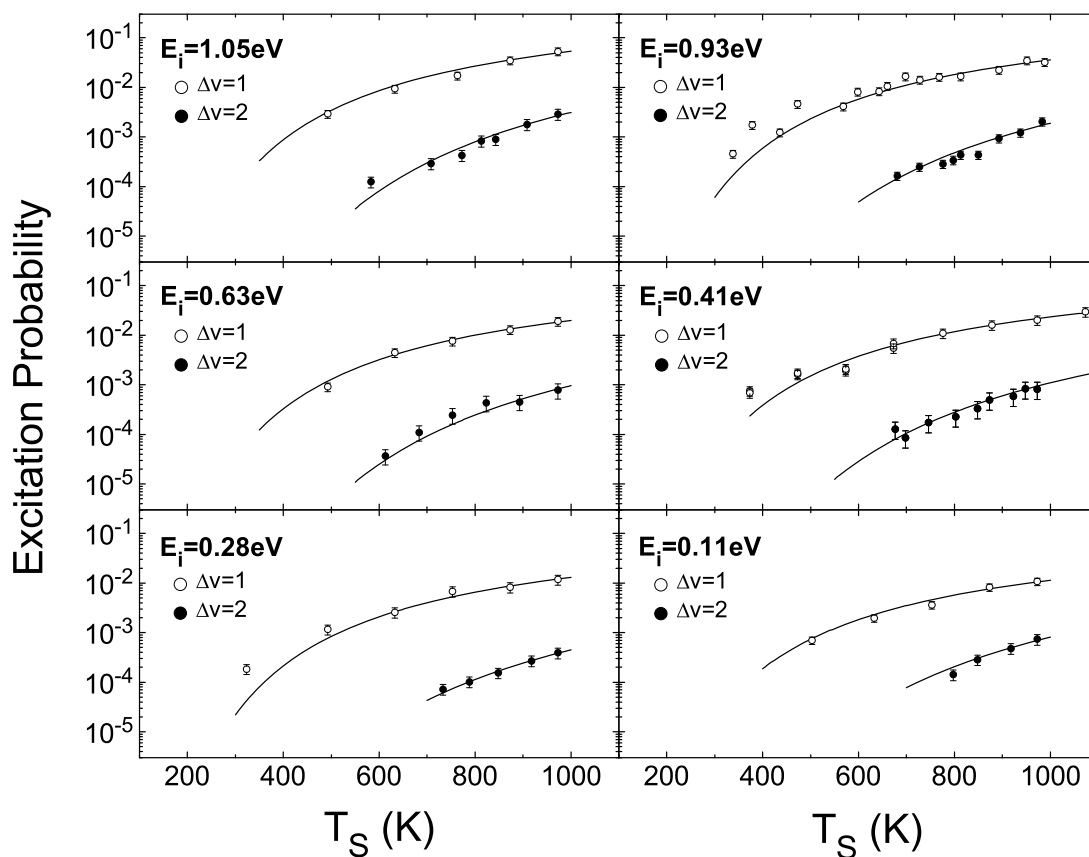 Excitation Probability
10⁻¹
10⁻²
10⁻³
10⁻⁴
10⁻⁵
E_i=1.05eV
Δv=1
Δv=2
E_i=0.93eV
Δv=1
Δv=2
10⁻¹
10⁻²
10⁻³
10⁻⁴
10⁻⁵
E_i=0.63eV
Δv=1
Δv=2
E_i=0.41eV
Δv=1
Δv=2
10⁻¹
10⁻²
10⁻³
10⁻⁴
10⁻⁵
E_i=0.28eV
Δv=1
Δv=2
E_i=0.11eV
Δv=1
Δv=2
200 400 600 800 1000
200 400 600 800 1000
T_S (K)
T_S (K)